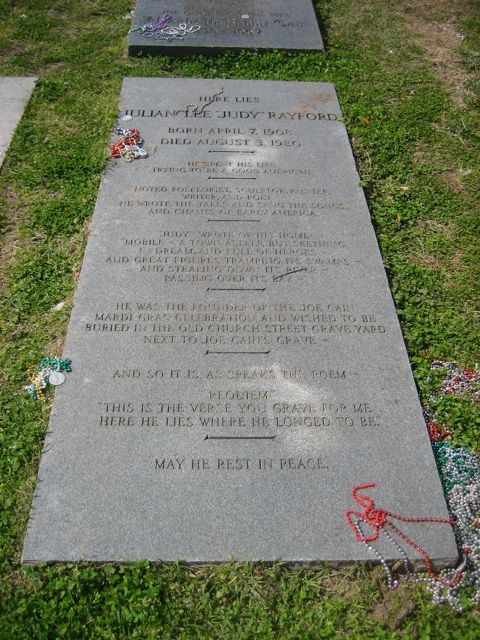 HERE LIES
JULIAN LEE "JUDY" RAYFORD
BORN APRIL 7, 1908
DIED AUGUST 3, 1980
HE SPENT HIS LIFE
TRYING TO BE A GOOD AMERICAN
NOTED FOLKLORIST, SCULPTOR, PAINTER,
WRITER, AND POET
HE WROTE THE TALES AND SANG THE SONGS,
AND CHANTS OF EARLY AMERICA.
"JUDY" WROTE OF HIS HOME,
MOBILE - A TOWN ASLEEP, BUT SEETHING
DREAM, AND FULL OF HEROES -
AND GREAT FIGURES TRAMPING ITS SWAMPS -
AND STEALING DOWN ITS RIVER -
PASSING OVER ITS BAY -
HE WAS THE FOUNDER OF THE JOE CAIN
MARDI GRAS CELEBRATION AND WISHED TO BE
BURIED IN THE OLD CHURCH STREET GRAVE YARD
NEXT TO JOE CAIN'S GRAVE -
AND SO IT IS, AS SPEAKS THE POEM -
REQUIEM
"THIS IS THE VERSE YOU GRAVE FOR ME
HERE HE LIES WHERE HE LONGED TO BE."
MAY HE REST IN PEACE.